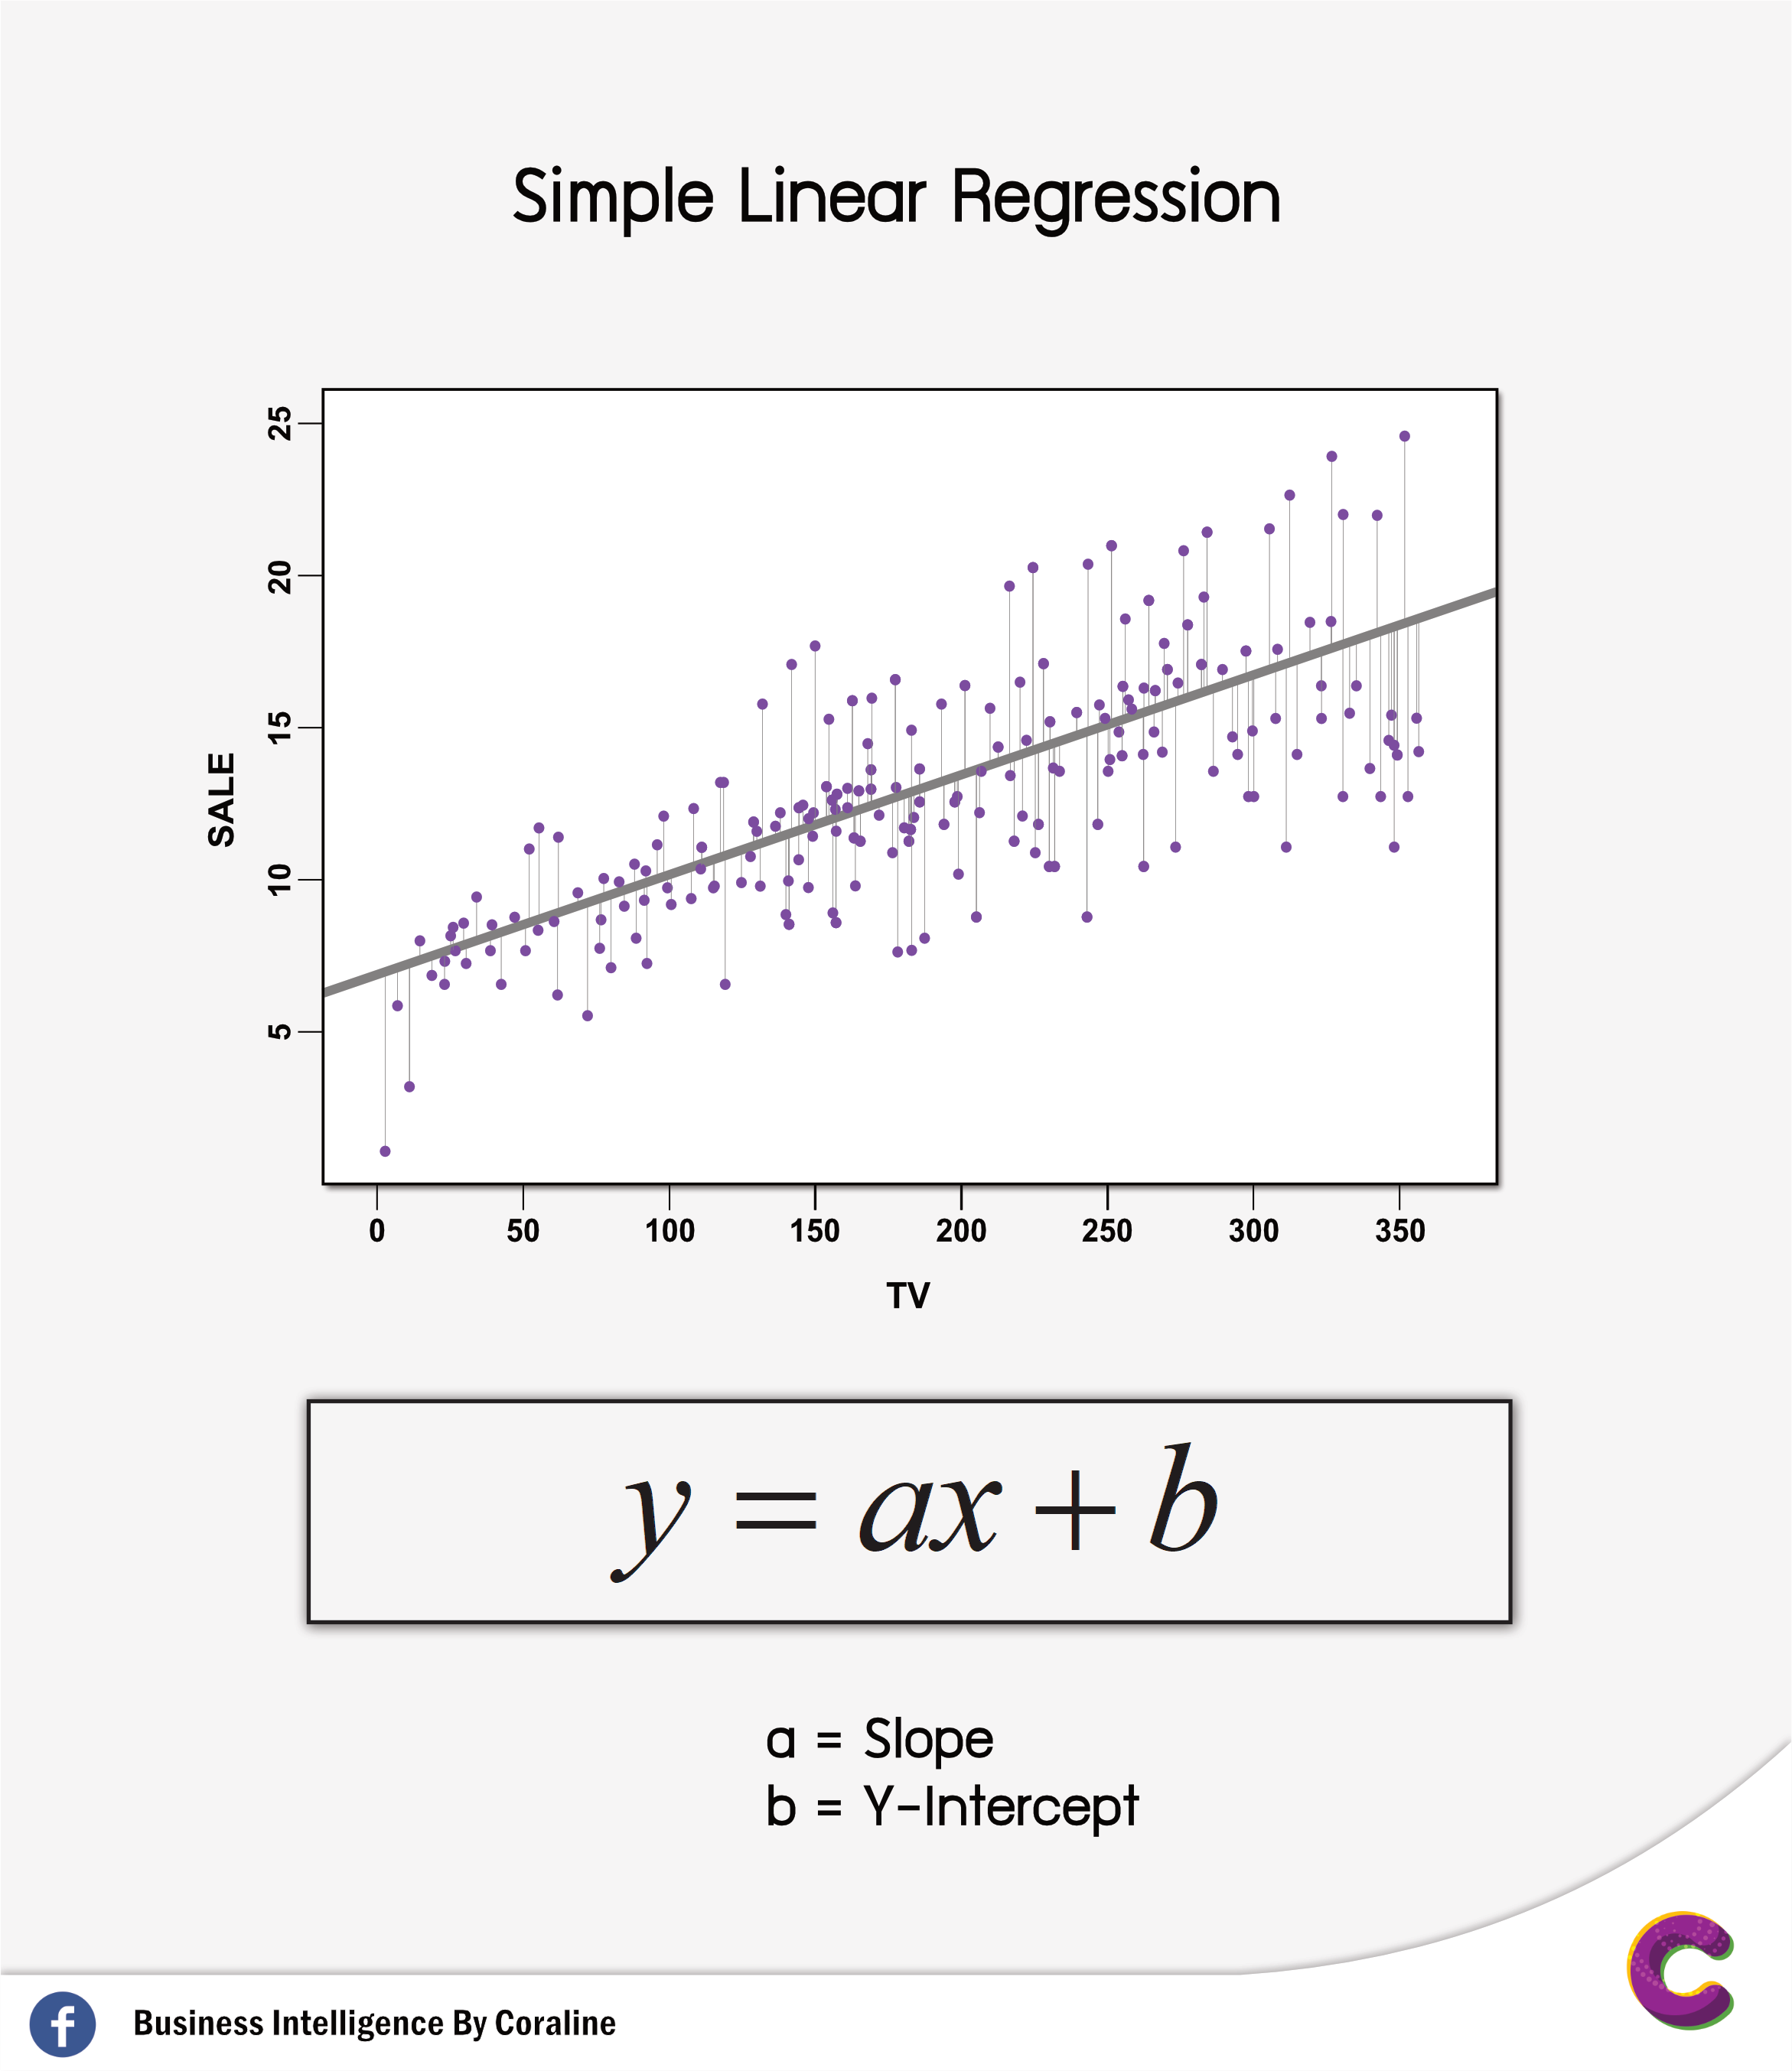 Simple Linear Regression
25
20
15
10
5
SALE
0 50 100 150 200 250 300 350
TV
y = ax + b
a = Slope
b = Y-Intercept
f Business Intelligence By Coraline
C